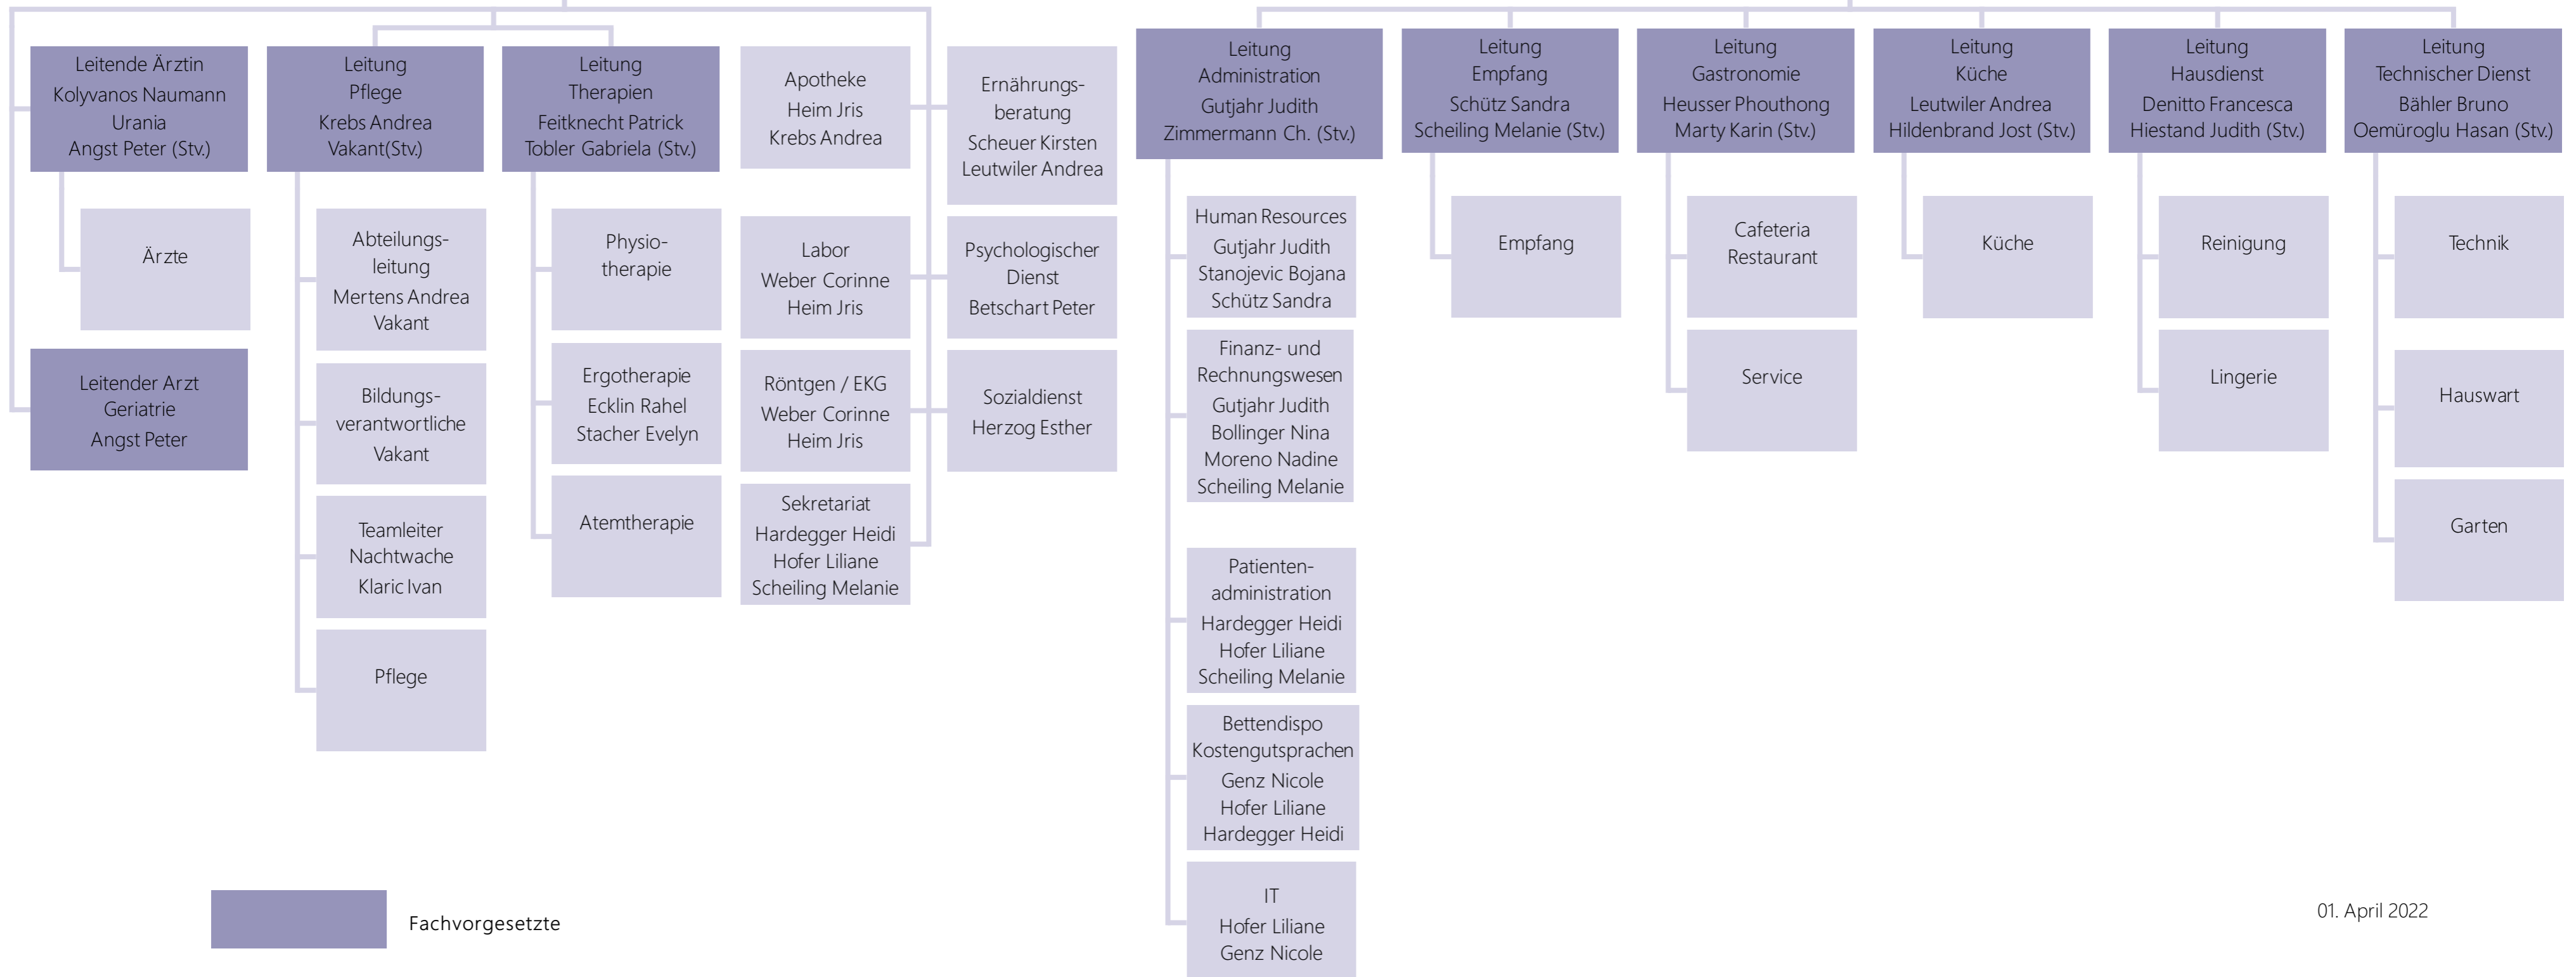 Leitende Ärztin
Kolyvanos Naumann
Urania
Angst Peter (Stv.)
Ärzte
Leitender Arzt
Geriatrie
Angst Peter
Leitung
Pflege
Krebs Andrea
Vakant(Stv.)
Abteilungs-
leitung
Mertens Andrea
Vakant
Bildungs-
verantwortliche
Vakant
Teamleiter
Nachtwache
Klaric Ivan
Pflege
Leitung
Therapien
Feitknecht Patrick
Tobler Gabriela (Stv.)
Physio-
therapie
Ergotherapie
Ecklin Rahel
Stacher Evelyn
Atemtherapie
Apotheke
Heim Jris
Krebs Andrea
Labor
Weber Corinne
Heim Jris
Röntgen / EKG
Weber Corinne
Heim Jris
Sekretariat
Hardegger Heidi
Hofer Liliane
Scheiling Melanie
Ernährungs-
beratung
Scheuer Kirsten
Leutwiler Andrea
Psychologischer
Dienst
Betschart Peter
Sozialdienst
Herzog Esther
Leitung
Administration
Gutjahr Judith
Zimmermann Ch. (Stv.)
Human Resources
Gutjahr Judith
Stanojevic Bojana
Schütz Sandra
Finanz- und
Rechnungswesen
Gutjahr Judith
Bollinger Nina
Moreno Nadine
Scheiling Melanie
Patienten-
administration
Hardegger Heidi
Hofer Liliane
Scheiling Melanie
Bettendispo
Kostengutsprachen
Genz Nicole
Hofer Liliane
Hardegger Heidi
IT
Hofer Liliane
Genz Nicole
Leitung
Empfang
Schütz Sandra
Scheiling Melanie (Stv.)
Empfang
Leitung
Gastronomie
Heusser Phouthong
Marty Karin (Stv.)
Cafeteria
Restaurant
Service
Leitung
Küche
Leutwiler Andrea
Hildenbrand Jost (Stv.)
Küche
Leitung
Hausdienst
Denitto Francesca
Hiestand Judith (Stv.)
Reinigung
Lingerie
Leitung
Technischer Dienst
Bähler Bruno
Oemüroglu Hasan (Stv.)
Technik
Hauswart
Garten
Fachvorgesetzte
01. April 2022